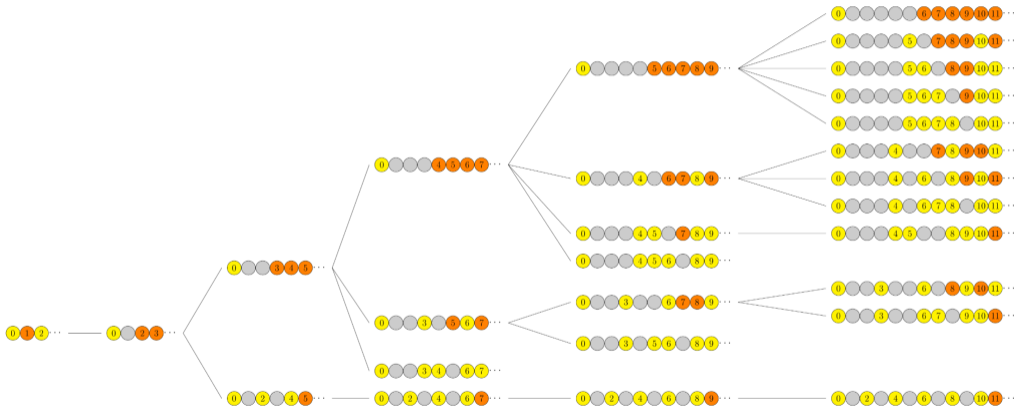 0 6 7 8 9 10 11 ...
0 5 7 8 9 10 11 ...
0 5 6 8 9 10 11 ...
0 5 6 7 9 10 11 ...
0 5 6 7 8 10 11 ...
0 4 7 8 9 10 11 ...
0 4 6 8 9 10 11 ...
0 4 6 7 8 10 11 ...
0 4 5 8 9 10 11 ...
0 3 6 8 9 10 11 ...
0 3 6 7 9 10 11 ...
0 2 4 6 8 10 11 ...
0 5 6 7 8 9 ...
0 4 6 7 8 9 ...
0 4 5 7 8 9 ...
0 4 5 6 8 9 ...
0 3 6 7 8 9 ...
0 3 5 6 8 9 ...
0 2 4 6 8 9 ...
0 4 5 6 7 ...
0 3 5 6 7 ...
0 3 4 6 7 ...
0 2 4 6 7 ...
0 3 4 5 ...
0 2 4 5 ...
0 2 3 ...
0 1 2 ...